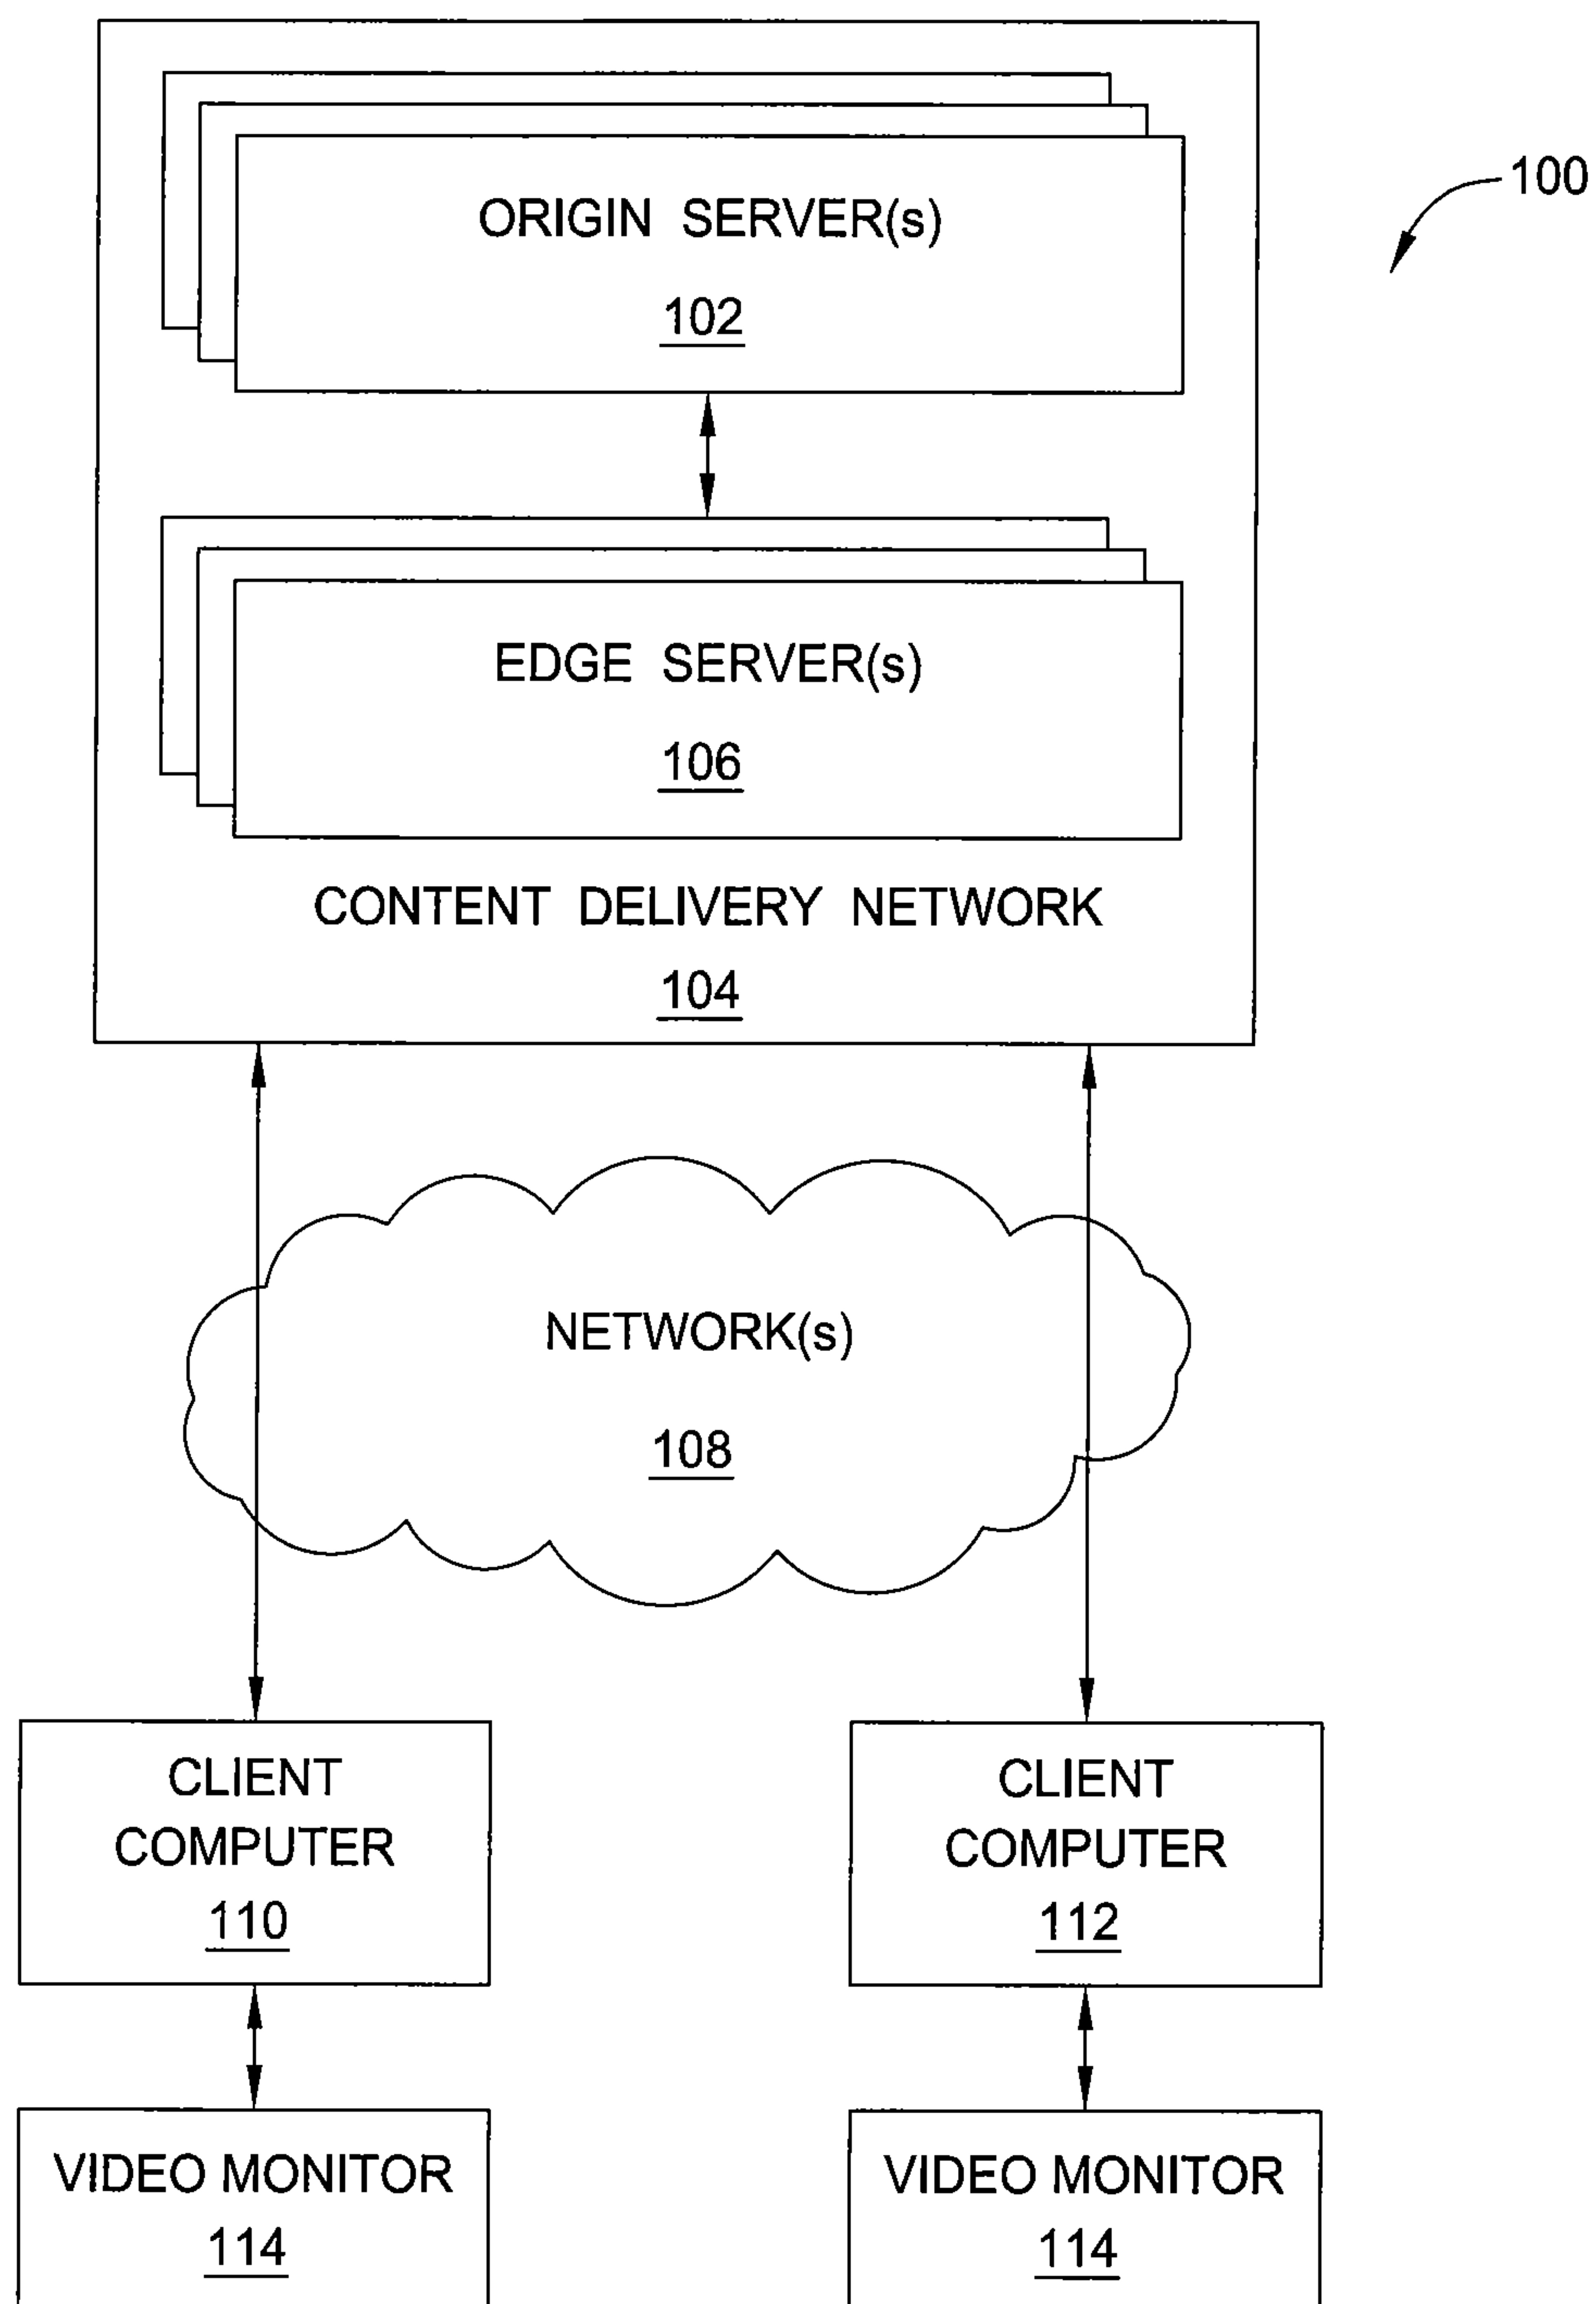 100
ORIGIN SERVER(s)
102
EDGE SERVER(s)
106
CONTENT DELIVERY NETWORK
104
NETWORK(s)
108
CLIENT
COMPUTER
110
CLIENT
COMPUTER
112
VIDEO MONITOR
114
VIDEO MONITOR
114